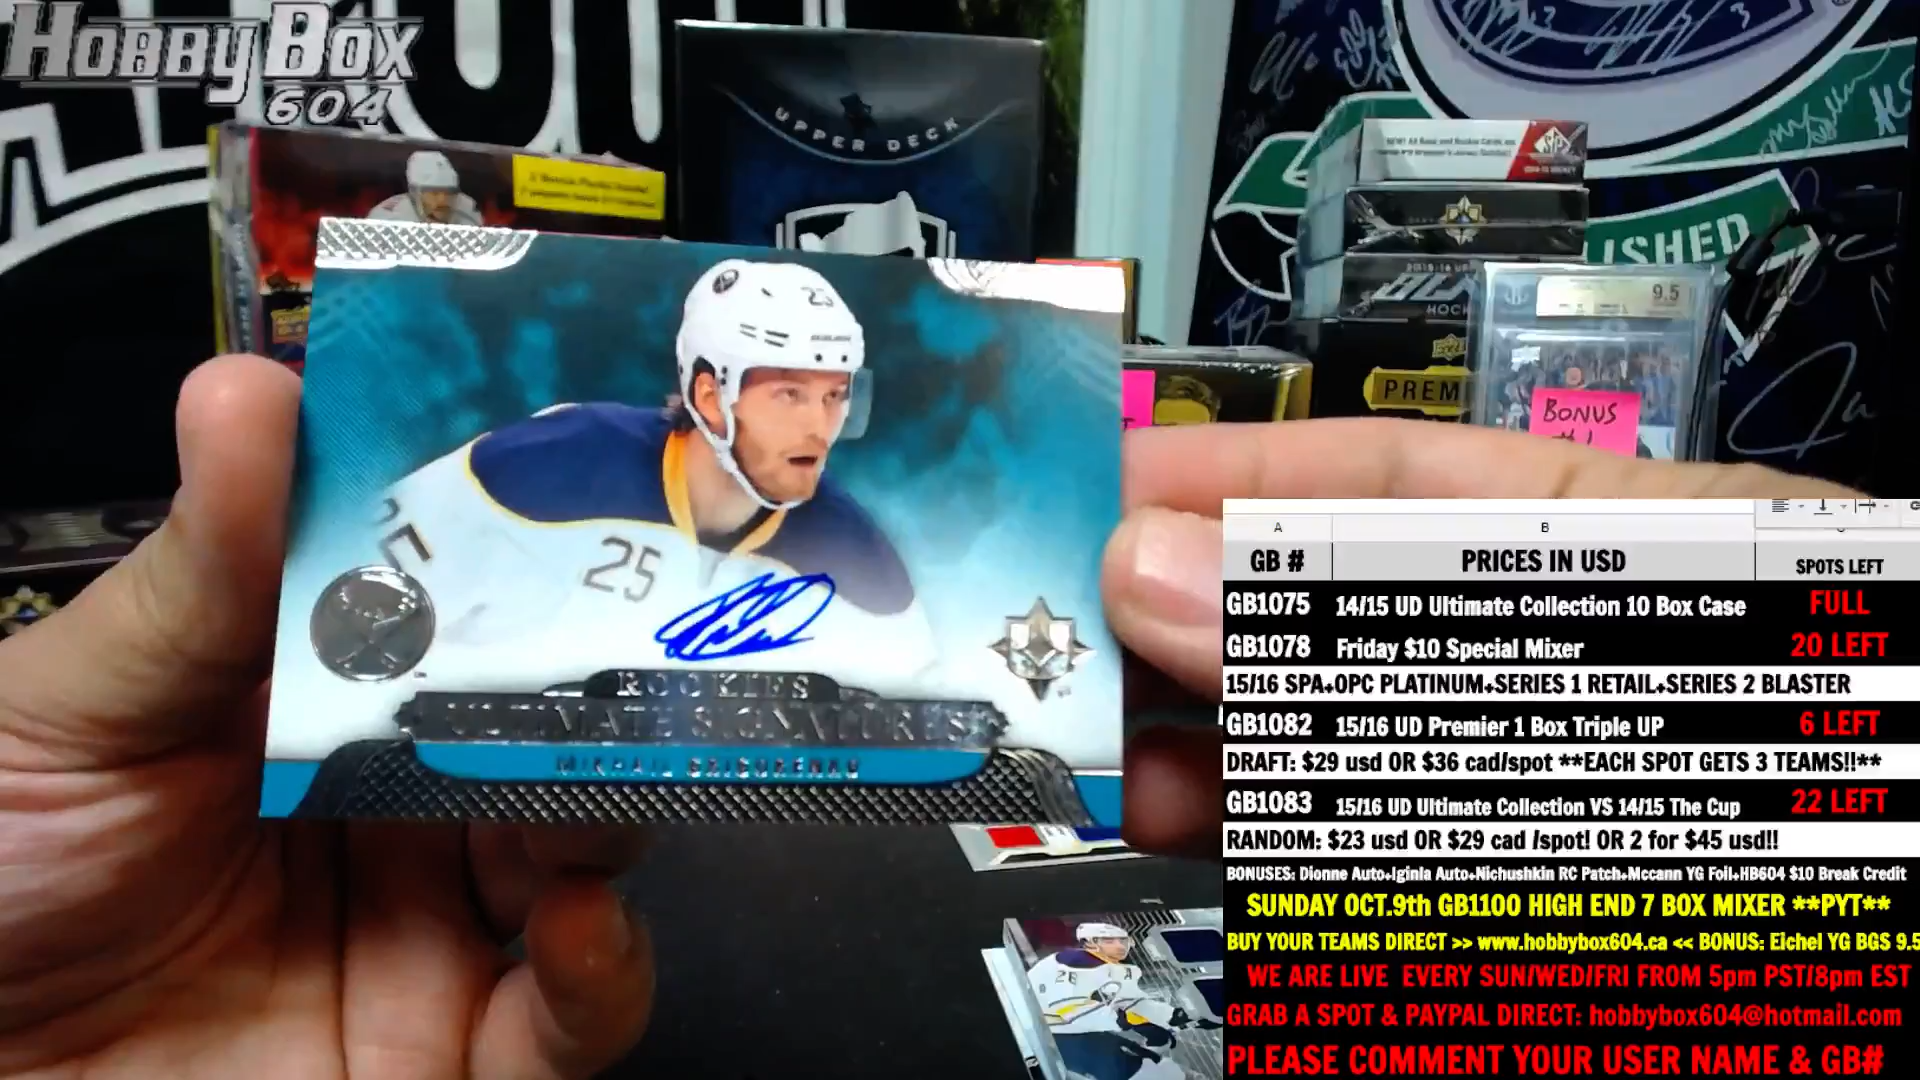 HOBBYBOX
604
UPPER DECK
9.5
BONUS
#1
ISHED
HOCK
PREM
25
25
ROOKIES
ULTIMATE SIGNATURES
MIKHAIL GRIGORENKO
28
A
A
B
GB #
PRICES IN USD
SPOTS LEFT
GB1075 14/15 UD Ultimate Collection 10 Box Case FULL
GB1078 Friday $10 Special Mixer 20 LEFT
15/16 SPA+OPC PLATINUM+SERIES 1 RETAIL+SERIES 2 BLASTER
GB1082 15/16 UD Premier 1 Box Triple UP 6 LEFT
DRAFT: $29 usd OR $36 cad/spot **EACH SPOT GETS 3 TEAMS!!**
GB1083 15/16 UD Ultimate Collection VS 14/15 The Cup 22 LEFT
RANDOM: $23 usd OR $29 cad /spot! OR 2 for $45 usd!!
BONUSES: Dionne Auto+Iginla Auto+Nichushkin RC Patch+Mccann YG Foil+HB604 $10 Break Credit
SUNDAY OCT.9th GB1100 HIGH END 7 BOX MIXER **PYT**
BUY YOUR TEAMS DIRECT >> www.hobbybox604.ca << BONUS: Eichel YG BGS 9.5
WE ARE LIVE EVERY SUN/WED/FRI FROM 5pm PST/8pm EST
GRAB A SPOT & PAYPAL DIRECT: hobbybox604@hotmail.com
PLEASE COMMENT YOUR USER NAME & GB#